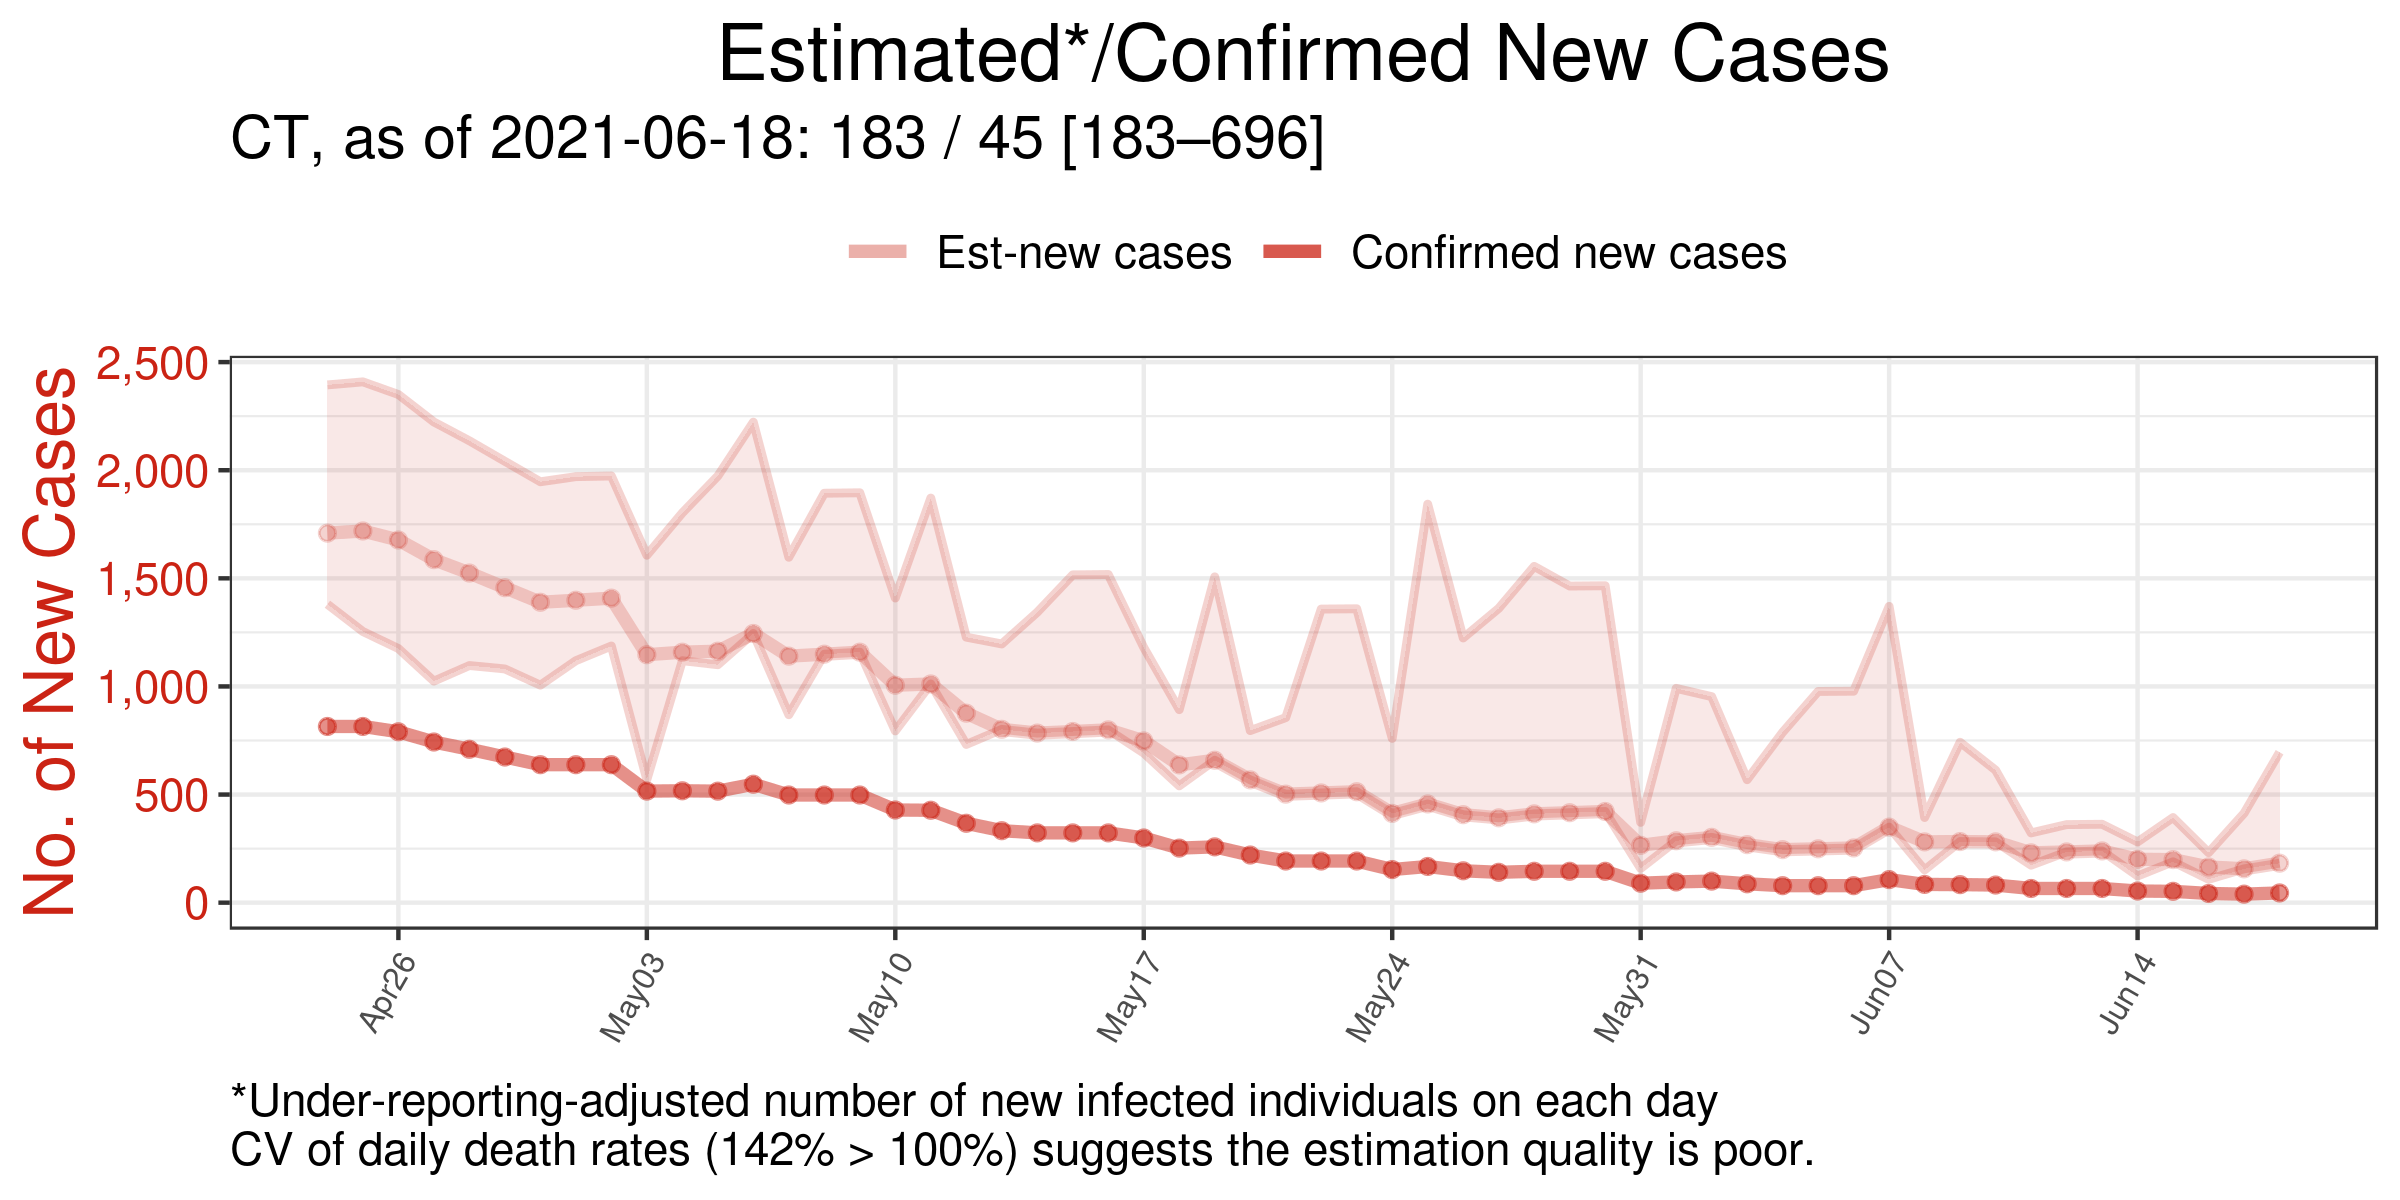 Estimated*/Confirmed New Cases
CT, as of 2021-06-18: 183 / 45 [183–696]
Est-new cases
Confirmed new cases
No. of New Cases
2,500
2,000
1,500
1,000
500
0
Apr26
May03
May10
May17
May24
May31
Jun07
Jun14
*Under-reporting-adjusted number of new infected individuals on each day
CV of daily death rates (142% > 100%) suggests the estimation quality is poor.